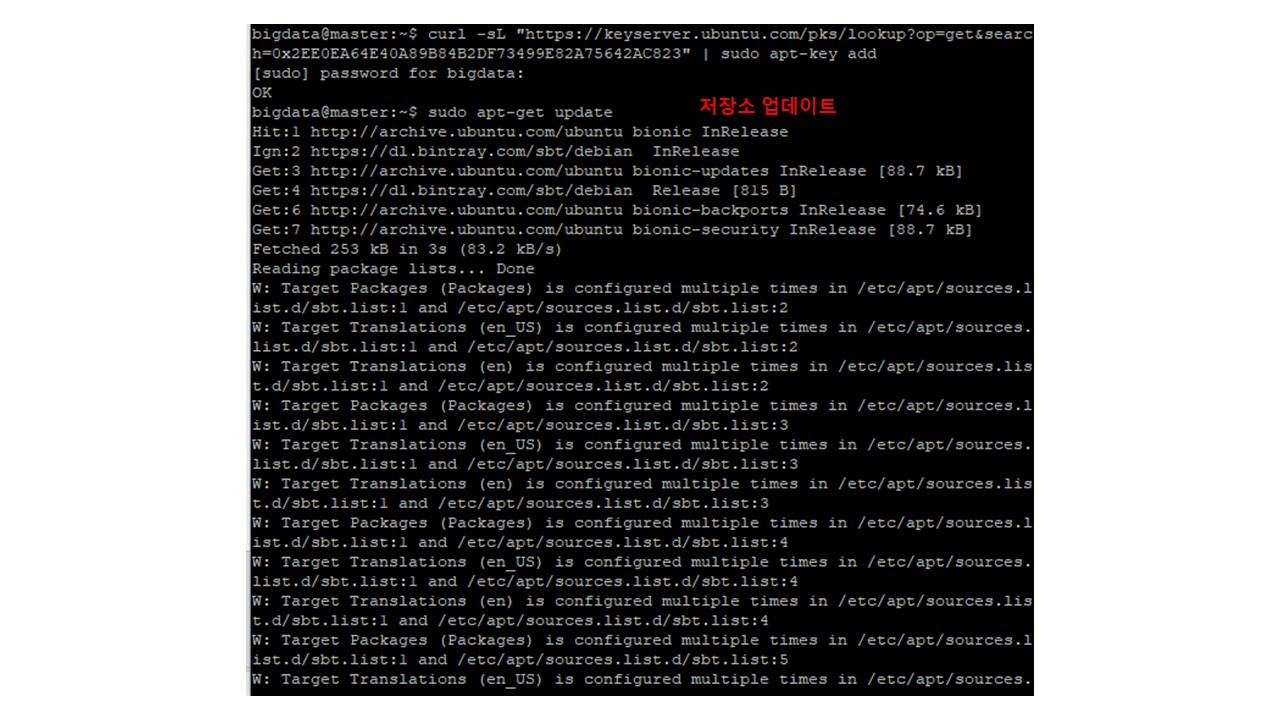 bigdata@master:~$ curl -sL "https://keyserver.ubuntu.com/pks/lookup?op=get&searc
h=0x2EE0EA64E40A89B84B2DF73499E82A75642AC823" | sudo apt-key add
[sudo] password for bigdata:
OK
bigdata@master:~$ sudo apt-get update
저장소 업데이트
Hit:1 http://archive.ubuntu.com/ubuntu bionic InRelease
Ign:2 https://dl.bintray.com/sbt/debian  InRelease
Get:3 http://archive.ubuntu.com/ubuntu bionic-updates InRelease [88.7 kB]
Get:4 https://dl.bintray.com/sbt/debian  Release [815 B]
Get:6 http://archive.ubuntu.com/ubuntu bionic-backports InRelease [74.6 kB]
Get:7 http://archive.ubuntu.com/ubuntu bionic-security InRelease [88.7 kB]
Fetched 253 kB in 3s (83.2 kB/s)
Reading package lists... Done
W: Target Packages (Packages) is configured multiple times in /etc/apt/sources.l
ist.d/sbt.list:1 and /etc/apt/sources.list.d/sbt.list:2
W: Target Translations (en_US) is configured multiple times in /etc/apt/sources.
list.d/sbt.list:1 and /etc/apt/sources.list.d/sbt.list:2
W: Target Translations (en) is configured multiple times in /etc/apt/sources.lis
t.d/sbt.list:1 and /etc/apt/sources.list.d/sbt.list:2
W: Target Packages (Packages) is configured multiple times in /etc/apt/sources.l
ist.d/sbt.list:1 and /etc/apt/sources.list.d/sbt.list:3
W: Target Translations (en_US) is configured multiple times in /etc/apt/sources.
list.d/sbt.list:1 and /etc/apt/sources.list.d/sbt.list:3
W: Target Translations (en) is configured multiple times in /etc/apt/sources.lis
t.d/sbt.list:1 and /etc/apt/sources.list.d/sbt.list:3
W: Target Packages (Packages) is configured multiple times in /etc/apt/sources.l
ist.d/sbt.list:1 and /etc/apt/sources.list.d/sbt.list:4
W: Target Translations (en_US) is configured multiple times in /etc/apt/sources.
list.d/sbt.list:1 and /etc/apt/sources.list.d/sbt.list:4
W: Target Translations (en) is configured multiple times in /etc/apt/sources.lis
t.d/sbt.list:1 and /etc/apt/sources.list.d/sbt.list:4
W: Target Packages (Packages) is configured multiple times in /etc/apt/sources.l
ist.d/sbt.list:1 and /etc/apt/sources.list.d/sbt.list:5
W: Target Translations (en_US) is configured multiple times in /etc/apt/sources.